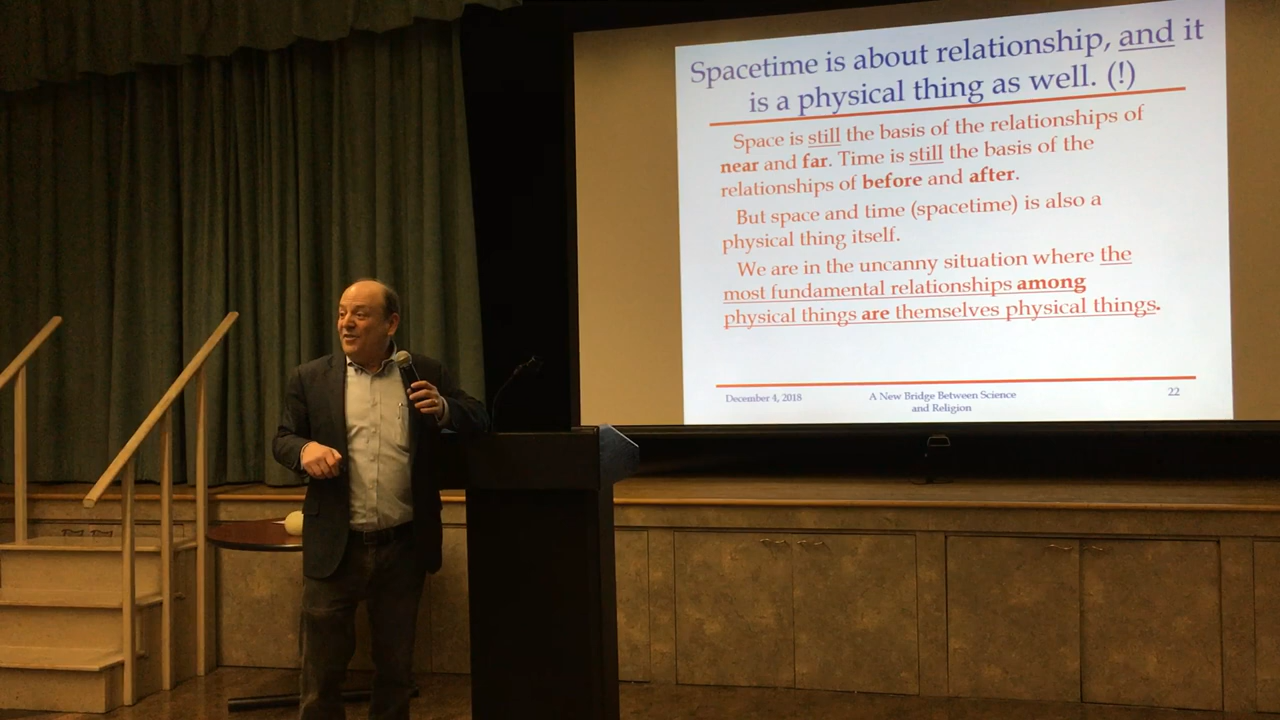 Spacetime is about relationship, and it
is a physical thing as well. (!)
Space is still the basis of the relationships of
near and far. Time is still the basis of the
relationships of before and after.
But space and time (spacetime) is also a
physical thing itself.
We are in the uncanny situation where the
most fundamental relationships among
physical things are themselves physical things.
December 4, 2018
A New Bridge Between Science
and Religion
22